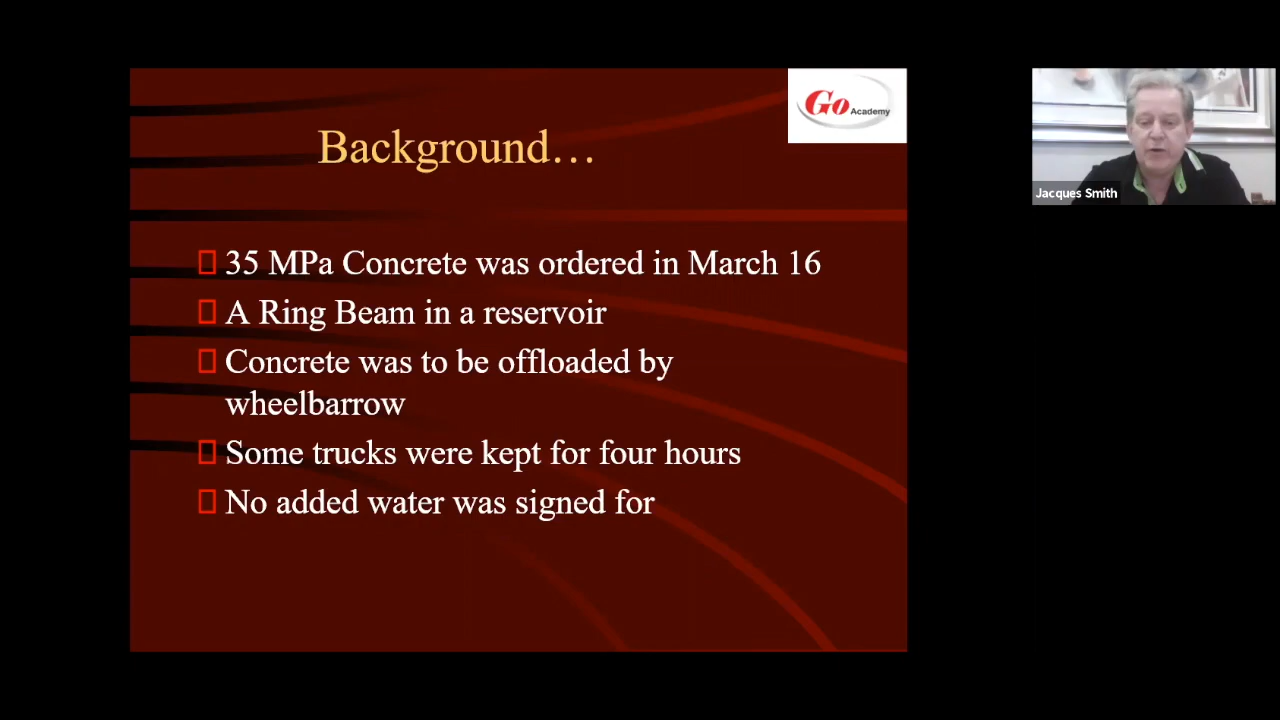 Go Academy
Background…
35 MPa Concrete was ordered in March 16
A Ring Beam in a reservoir
Concrete was to be offloaded by
wheelbarrow
Some trucks were kept for four hours
No added water was signed for
Jacques Smith